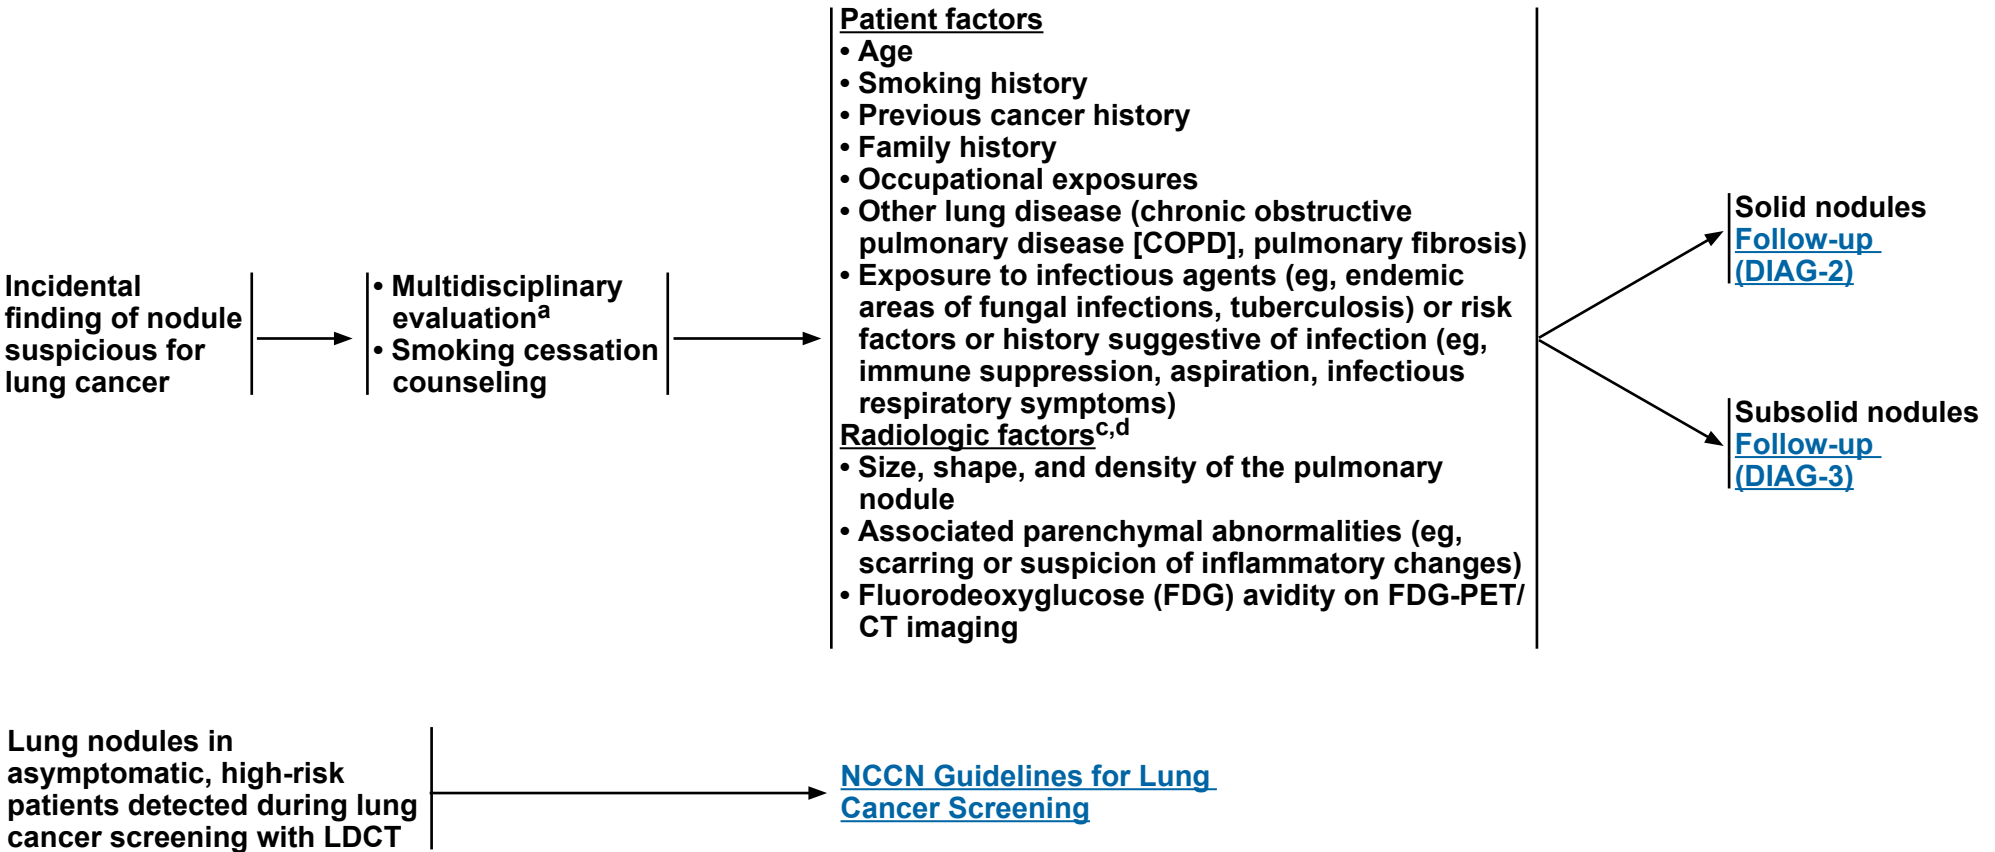 Incidental
finding of nodule
suspicious for
lung cancer
• Multidisciplinary
evaluationa
• Smoking cessation
counseling
Patient factors
• Age
• Smoking history
• Previous cancer history
• Family history
• Occupational exposures
• Other lung disease (chronic obstructive
pulmonary disease [COPD], pulmonary fibrosis)
• Exposure to infectious agents (eg, endemic
areas of fungal infections, tuberculosis) or risk
factors or history suggestive of infection (eg,
immune suppression, aspiration, infectious
respiratory symptoms)
Radiologic factorsc,d
• Size, shape, and density of the pulmonary
nodule
• Associated parenchymal abnormalities (eg,
scarring or suspicion of inflammatory changes)
• Fluorodeoxyglucose (FDG) avidity on FDG-PET/
CT imaging
Solid nodules
Follow-up
(DIAG-2)
Subsolid nodules
Follow-up
(DIAG-3)
Lung nodules in
asymptomatic, high-risk
patients detected during lung
cancer screening with LDCT
NCCN Guidelines for Lung
Cancer Screening